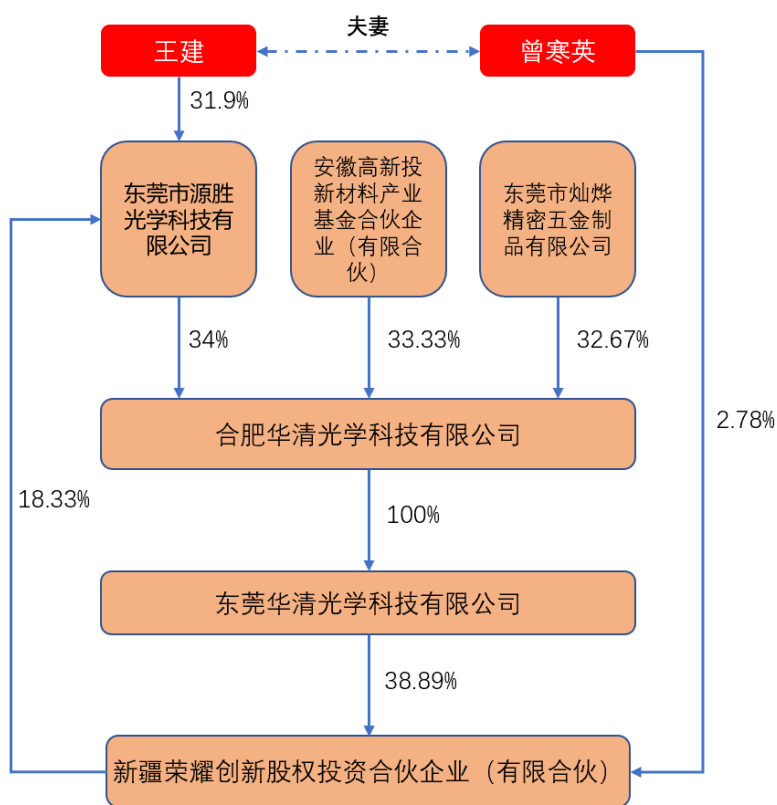 夫妻
王建
曾寒英
31.9%
东莞市源胜
光学科技有
限公司
安徽高新投
新材料产业
基金合伙企
业（有限合
伙）
东莞市灿烨
精密五金制
品有限公司
34%
33.33%
32.67%
2.78%
合肥华清光学科技有限公司
18.33%
100%
东莞华清光学科技有限公司
38.89%
新疆荣耀创新股权投资合伙企业（有限合伙）